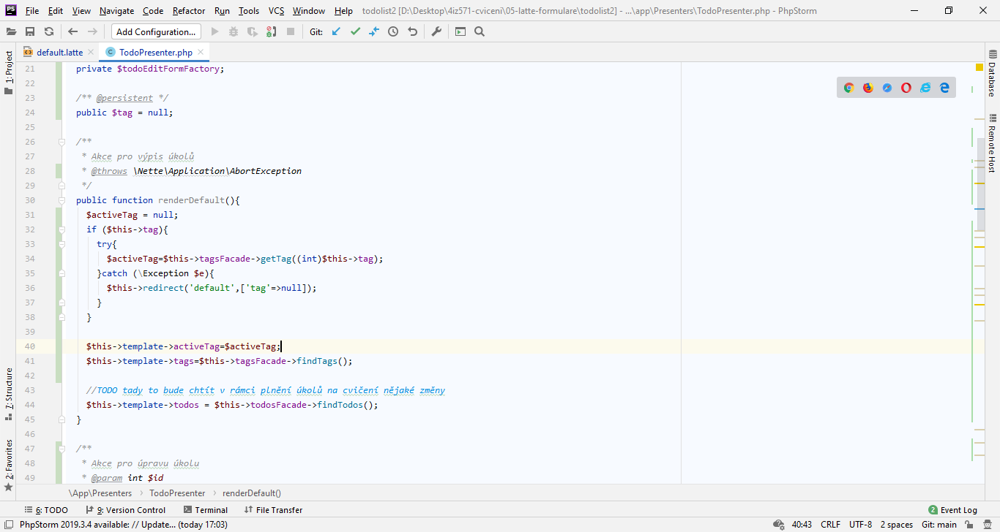 PS File Edit View Navigate Code Refactor Run Tools VCS Window Help todolist2 [D:\Desktop\4iz571-cviceni\05-latte-formulare\todolist2] - ...\app\Presenters\TodoPresenter.php - PhpStorm
Add Configuration... Git:
default.latte TodoPresenter.php
1: Project
7: Structure
2: Favorites
21 private $todoEditFormFactory;
22
23 /** @persistent */
24 public $tag = null;
25
26 /**
27 * Akce pro výpis úkolů
28 * @throws \Nette\Application\AbortException
29 */
30 public function renderDefault(){
31 $activeTag = null;
32 if ($this->tag){
33 try{
34 $activeTag=$this->tagsFacade->getTag((int)$this->tag);
35 }catch (\Exception $e){
36 $this->redirect('default',['tag'=>null]);
37 }
38 }
39
40 $this->template->activeTag=$activeTag;
41 $this->template->tags=$this->tagsFacade->findTags();
42
43 //TODO tady to bude chtít v rámci plnění úkolů na cvičení nějaké změny
44 $this->template->todos = $this->todosFacade->findTodos();
45 }
46
47 /**
48 * Akce pro úpravu úkolu
49 * @param int $id
Database
Remote Host
\App\Presenters TodoPresenter renderDefault()
6: TODO 9: Version Control Terminal File Transfer 2 Event Log
PhpStorm 2019.3.4 available: // Update... (today 17:03) 40:43 CRLF UTF-8 2 spaces Git: main